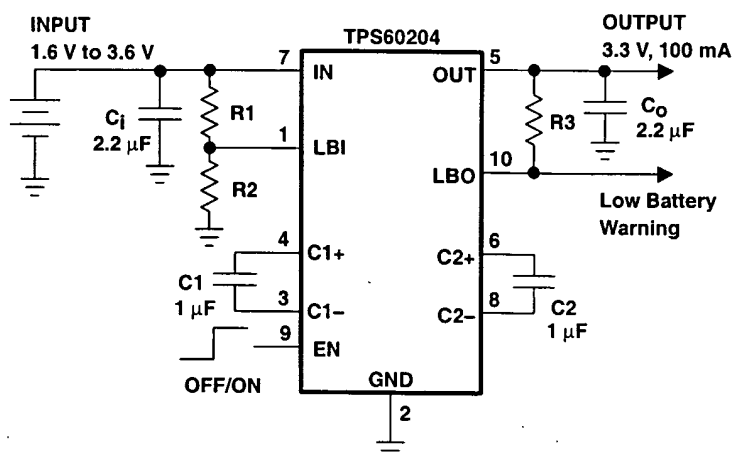 INPUT
1.6 V to 3.6 V
TPS60204
OUTPUT
3.3 V, 100 mA
7
IN
OUT
5
Ci
2.2 µF
R1
R3
Co
2.2 µF
1
LBI
10
LBO
R2
Low Battery
Warning
4
C1+
C1
1 µF
3
C1–
6
C2+
8
C2–
C2
1 µF
9
EN
OFF/ON
GND
2